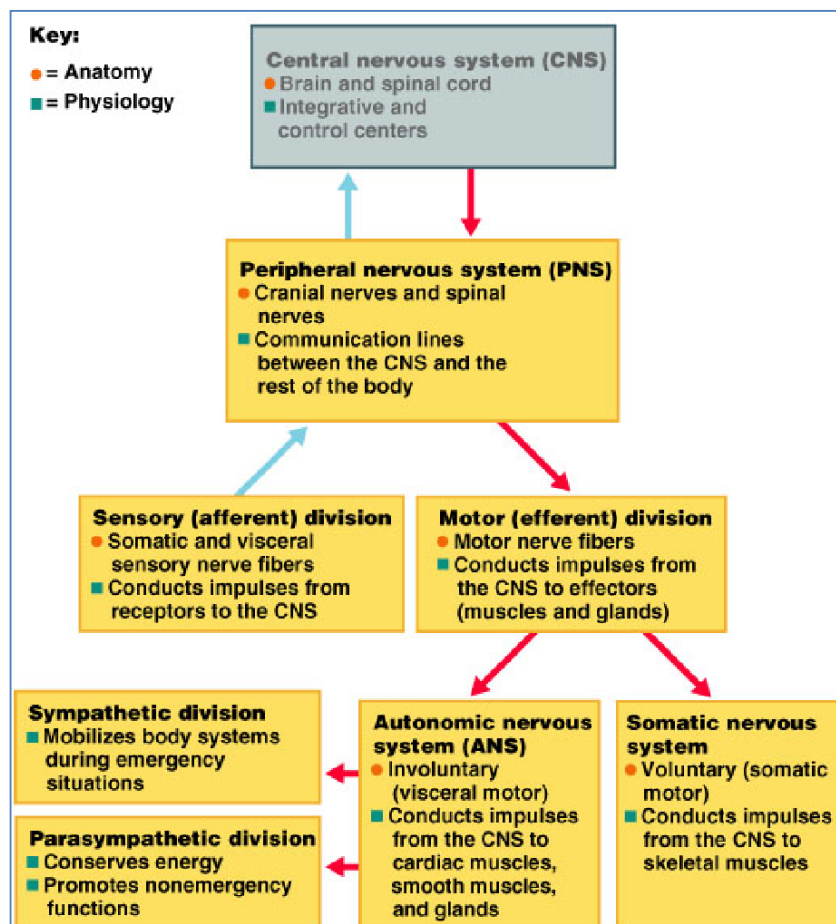 Key:
= Anatomy
= Physiology
Central nervous system (CNS)
Brain and spinal cord
Integrative and
control centers
Peripheral nervous system (PNS)
Cranial nerves and spinal
nerves
Communication lines
between the CNS and the
rest of the body
Sensory (afferent) division
Somatic and visceral
sensory nerve fibers
Conducts impulses from
receptors to the CNS
Motor (efferent) division
Motor nerve fibers
Conducts impulses from
the CNS to effectors
(muscles and glands)
Sympathetic division
Mobilizes body systems
during emergency
situations
Parasympathetic division
Conserves energy
Promotes nonemergency
functions
Autonomic nervous
system (ANS)
Involuntary
(visceral motor)
Conducts impulses
from the CNS to
cardiac muscles,
smooth muscles,
and glands
Somatic nervous
system
Voluntary (somatic
motor)
Conducts impulses
from the CNS to
skeletal muscles